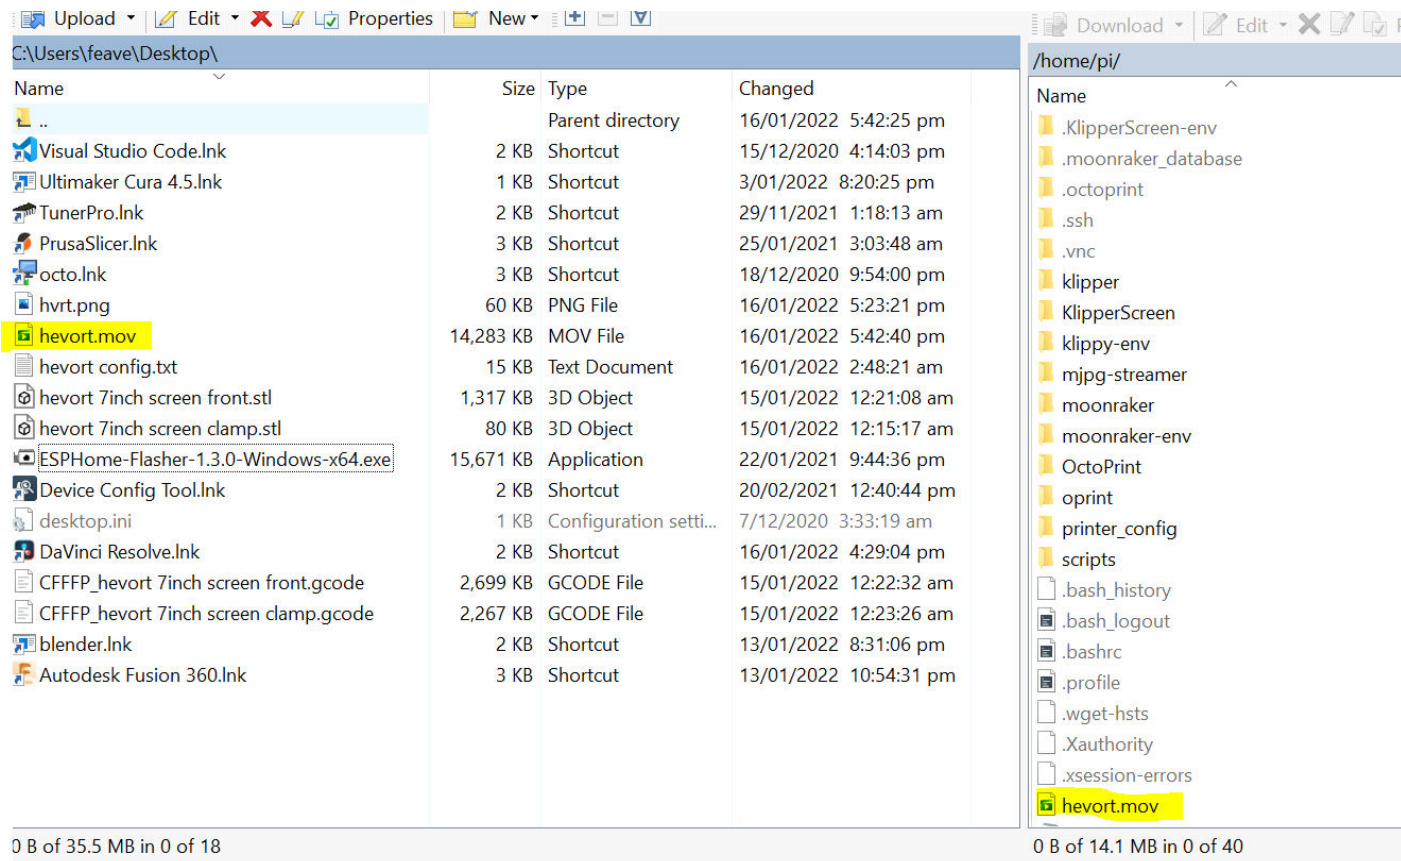 Upload Edit Properties New
C:\Users\feave\Desktop\
Name Size Type Changed
.. Parent directory 16/01/2022 5:42:25 pm
Visual Studio Code.lnk 2 KB Shortcut 15/12/2020 4:14:03 pm
Ultimaker Cura 4.5.lnk 1 KB Shortcut 3/01/2022 8:20:25 pm
TunerPro.lnk 2 KB Shortcut 29/11/2021 1:18:13 am
PrusaSlicer.lnk 3 KB Shortcut 25/01/2021 3:03:48 am
octo.lnk 3 KB Shortcut 18/12/2020 9:54:00 pm
hvrt.png 60 KB PNG File 16/01/2022 5:23:21 pm
hevort.mov 14,283 KB MOV File 16/01/2022 5:42:40 pm
hevort config.txt 15 KB Text Document 16/01/2022 2:48:21 am
hevort 7inch screen front.stl 1,317 KB 3D Object 15/01/2022 12:21:08 am
hevort 7inch screen clamp.stl 80 KB 3D Object 15/01/2022 12:15:17 am
ESPHome-Flasher-1.3.0-Windows-x64.exe 15,671 KB Application 22/01/2021 9:44:36 pm
Device Config Tool.lnk 2 KB Shortcut 20/02/2021 12:40:44 pm
desktop.ini 1 KB Configuration setti... 7/12/2020 3:33:19 am
DaVinci Resolve.lnk 2 KB Shortcut 16/01/2022 4:29:04 pm
CFFFP_hevort 7inch screen front.gcode 2,699 KB GCODE File 15/01/2022 12:22:32 am
CFFFP_hevort 7inch screen clamp.gcode 2,267 KB GCODE File 15/01/2022 12:23:26 am
blender.lnk 2 KB Shortcut 13/01/2022 8:31:06 pm
Autodesk Fusion 360.lnk 3 KB Shortcut 13/01/2022 10:54:31 pm
0 B of 35.5 MB in 0 of 18
Download Edit
/home/pi/
Name
.KlipperScreen-env
.moonraker_database
.octoprint
.ssh
.vnc
klipper
KlipperScreen
klippy-env
mjpg-streamer
moonraker
moonraker-env
OctoPrint
oprint
printer_config
scripts
.bash_history
.bash_logout
.bashrc
.profile
.wget-hsts
.Xauthority
.xsession-errors
hevort.mov
0 B of 14.1 MB in 0 of 40